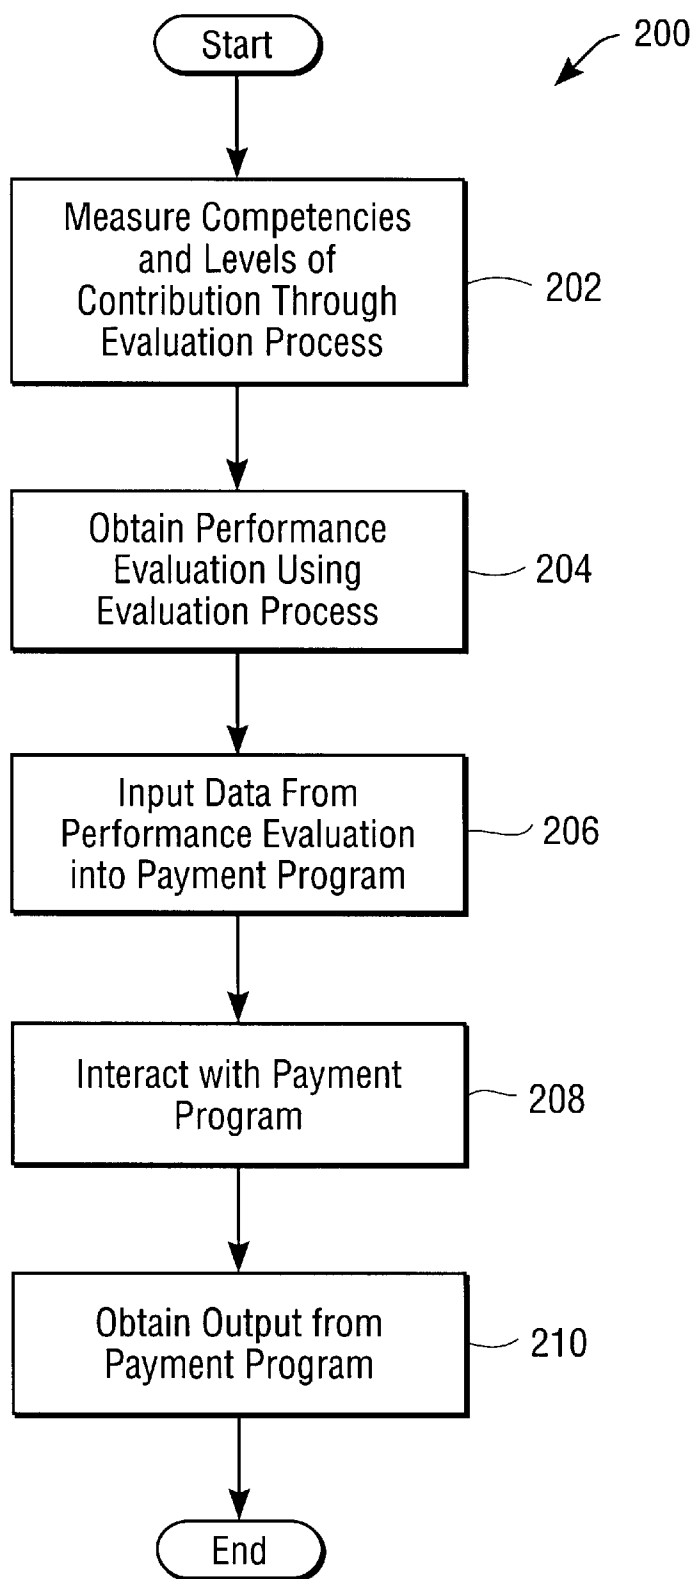 Start
200
Measure Competencies
and Levels of
Contribution Through
Evaluation Process
202
Obtain Performance
Evaluation Using
Evaluation Process
204
Input Data From
Performance Evaluation
into Payment Program
206
Interact with Payment
Program
208
Obtain Output from
Payment Program
210
End